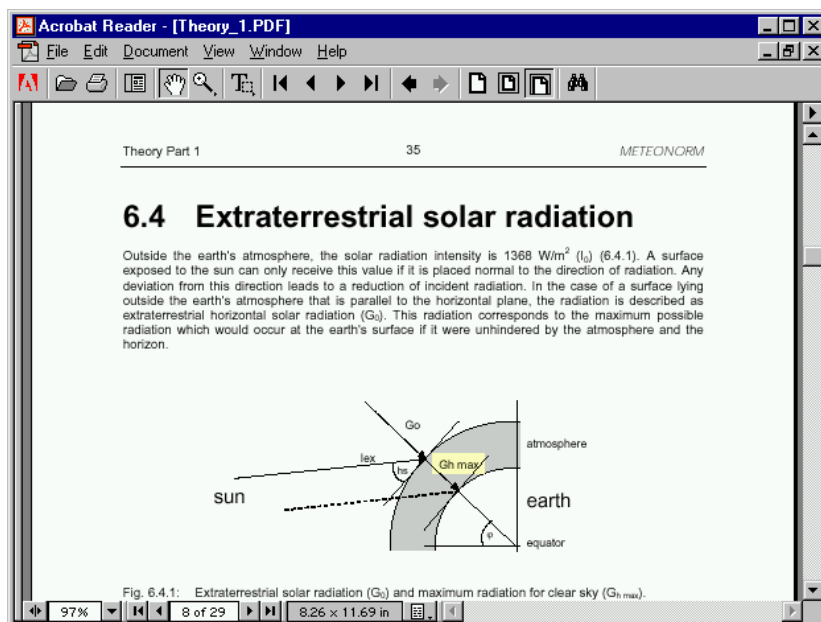 Acrobat Reader - [Theory_1.PDF]
File Edit Document View Window Help
Theory Part 1 35 METEONORM
6.4 Extraterrestrial solar radiation
Outside the earth's atmosphere, the solar radiation intensity is 1368 W/m² (I₀) (6.4.1). A surface
exposed to the sun can only receive this value if it is placed normal to the direction of radiation. Any
deviation from this direction leads to a reduction of incident radiation. In the case of a surface lying
outside the earth's atmosphere that is parallel to the horizontal plane, the radiation is described as
extraterrestrial horizontal solar radiation (G₀). This radiation corresponds to the maximum possible
radiation which would occur at the earth's surface if it were unhindered by the atmosphere and the
horizon.
Go
atmosphere
Iex
hs
Gh max
sun
earth
φ
equator
Fig. 6.4.1: Extraterrestrial solar radiation (G₀) and maximum radiation for clear sky (Gh max).
97% 8 of 29 8.26 × 11.69 in